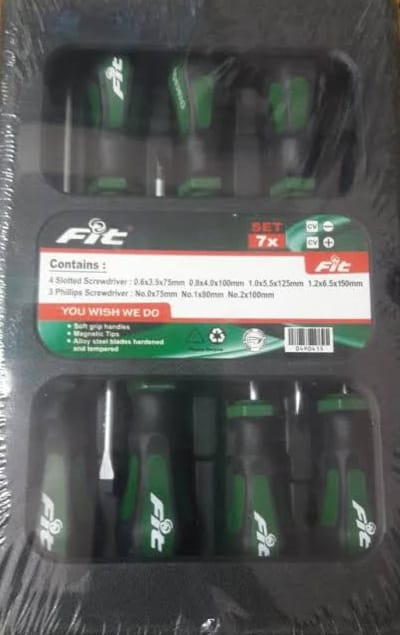 Fit
Fit
SET
7x
CV
CV
Fit
Contains :
4 Slotted Screwdriver : 0.6x3.5x75mm 0.8x4.0x100mm 1.0x5.5x125mm 1.2x6.5x150mm
3 Phillips Screwdriver : No.0x75mm No.1x80mm No.2x100mm
YOU WISH WE DO
• Soft grip handles
• Magnetic Tips
• Alloy steel blades hardened
and tempered
0490415
Fit
Fit
Fit
Fit